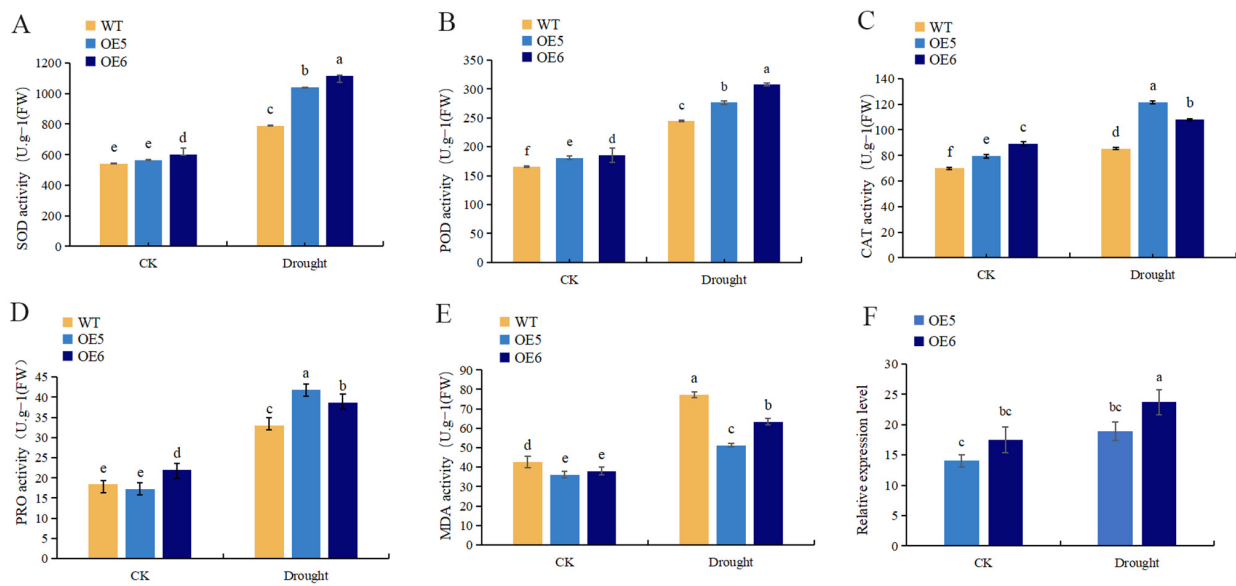 A
WT
OE5
OE6
SOD activity（U.g−1(FW)
1200
1000
800
600
400
200
0
e
e
d
c
b
a
CK
Drought
B
WT
OE5
OE6
POD activity（U.g−1(FW)
350
300
250
200
150
100
50
0
f
e
d
c
b
a
CK
Drought
C
WT
OE5
OE6
CAT activity（U.g−1(FW)
140
120
100
80
60
40
20
0
f
e
c
d
a
b
CK
Drought
D
WT
OE5
OE6
PRO activity（U.g−1(FW）
45
40
35
30
25
20
15
10
5
0
e
e
d
c
a
b
CK
Drought
E
WT
OE5
OE6
MDA activity（U.g−1(FW)
90
80
70
60
50
40
30
20
10
0
d
e
e
a
c
b
CK
Drought
F
OE5
OE6
Relative expression level
30
25
20
15
10
5
0
c
bc
bc
a
CK
Drought